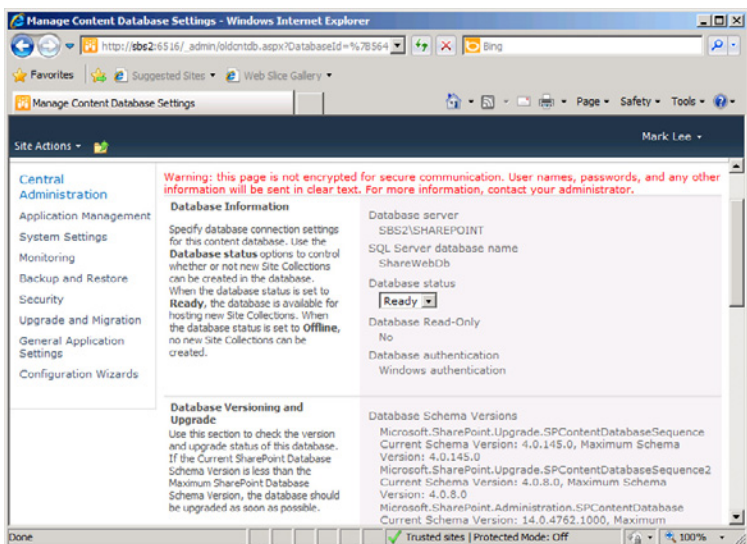 Manage Content Database Settings - Windows Internet Explorer
http://sbs2:6516/_admin/oldcntdb.aspx?DatabaseId=%7B564
Bing
Favorites
Suggested Sites
Web Slice Gallery
Manage Content Database Settings
Page
Safety
Tools
Site Actions
Mark Lee
Central
Administration
Application Management
System Settings
Monitoring
Backup and Restore
Security
Upgrade and Migration
General Application
Settings
Configuration Wizards
Warning: this page is not encrypted for secure communication. User names, passwords, and any other
information will be sent in clear text. For more information, contact your administrator.
Database Information
Specify database connection settings
for this content database. Use the
Database status options to control
whether or not new Site Collections
can be created in the database.
When the database status is set to
Ready, the database is available for
hosting new Site Collections. When
the database status is set to Offline,
no new Site Collections can be
created.
Database server
SBS2\SHAREPOINT
SQL Server database name
ShareWebDb
Database status
Ready
Database Read-Only
No
Database authentication
Windows authentication
Database Versioning and
Upgrade
Use this section to check the version
and upgrade status of this database.
If the Current SharePoint Database
Schema Version is less than the
Maximum SharePoint Database
Schema Version, the database should
be upgraded as soon as possible.
Database Schema Versions
Microsoft.SharePoint.Upgrade.SPContentDatabaseSequence
Current Schema Version: 4.0.145.0, Maximum Schema
Version: 4.0.145.0
Microsoft.SharePoint.Upgrade.SPContentDatabaseSequence2
Current Schema Version: 4.0.8.0, Maximum Schema
Version: 4.0.8.0
Microsoft.SharePoint.Administration.SPContentDatabase
Current Schema Version: 14.0.4762.1000, Maximum
Done
Trusted sites | Protected Mode: Off
100%